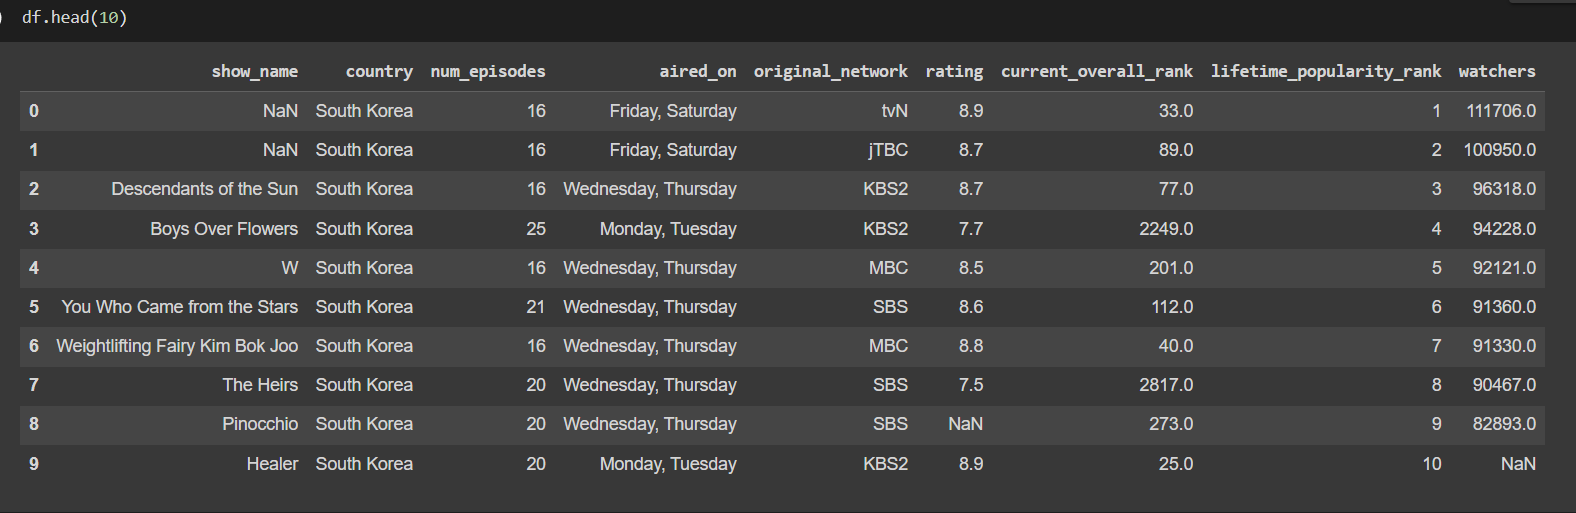 df.head(10)
show_name country num_episodes aired_on original_network rating current_overall_rank lifetime_popularity_rank watchers
0 NaN South Korea 16 Friday, Saturday tvN 8.9 33.0 1 111706.0
1 NaN South Korea 16 Friday, Saturday jTBC 8.7 89.0 2 100950.0
2 Descendants of the Sun South Korea 16 Wednesday, Thursday KBS2 8.7 77.0 3 96318.0
3 Boys Over Flowers South Korea 25 Monday, Tuesday KBS2 7.7 2249.0 4 94228.0
4 W South Korea 16 Wednesday, Thursday MBC 8.5 201.0 5 92121.0
5 You Who Came from the Stars South Korea 21 Wednesday, Thursday SBS 8.6 112.0 6 91360.0
6 Weightlifting Fairy Kim Bok Joo South Korea 16 Wednesday, Thursday MBC 8.8 40.0 7 91330.0
7 The Heirs South Korea 20 Wednesday, Thursday SBS 7.5 2817.0 8 90467.0
8 Pinocchio South Korea 20 Wednesday, Thursday SBS NaN 273.0 9 82893.0
9 Healer South Korea 20 Monday, Tuesday KBS2 8.9 25.0 10 NaN